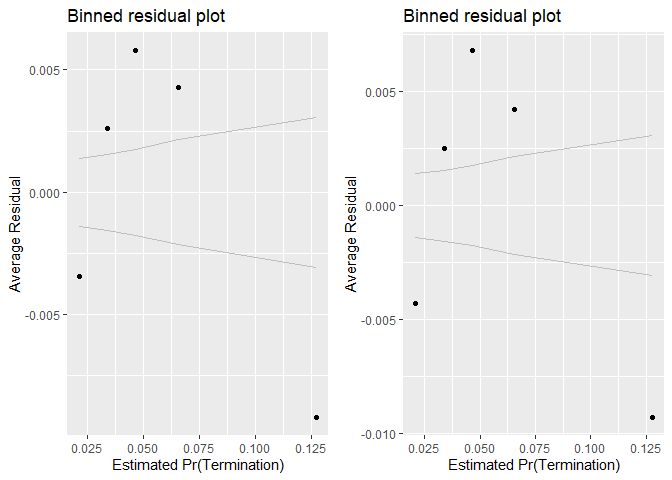 Binned residual plot
0.005
0.000
-0.005
Average Residual
0.025
0.050
0.075
0.100
0.125
Estimated Pr(Termination)
Binned residual plot
0.005
0.000
-0.005
-0.010
Average Residual
0.025
0.050
0.075
0.100
0.125
Estimated Pr(Termination)